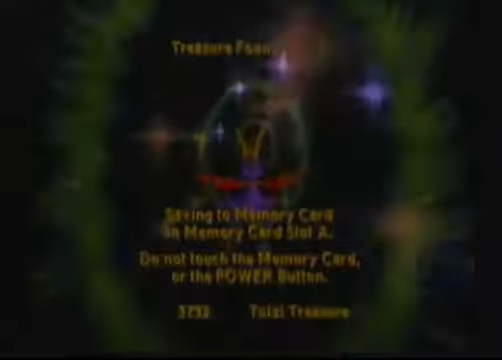 Treasure Foun
Saving to Memory Card
in Memory Card Slot A.
Do not touch the Memory Card,
or the POWER Button.
Total Treasure